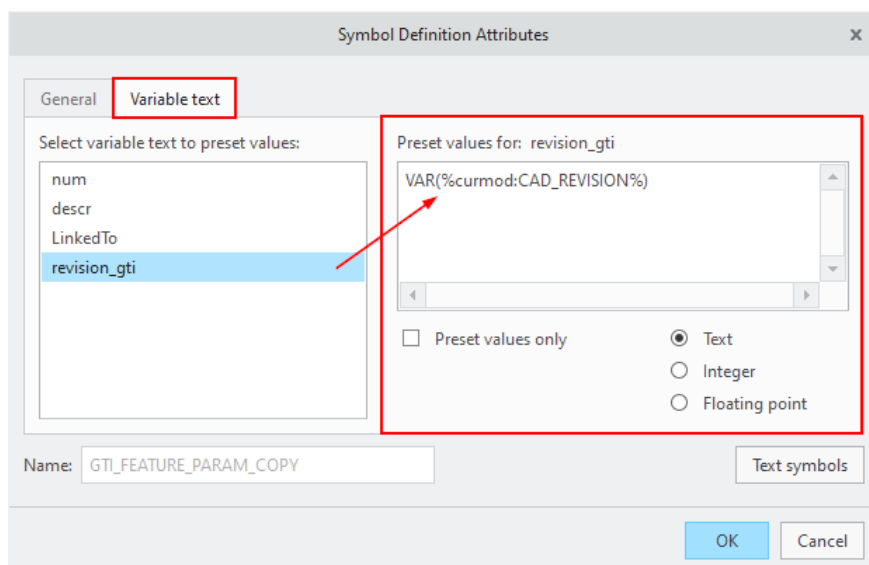 Symbol Definition Attributes
General Variable text
Select variable text to preset values:
num
descr
LinkedTo
revision_gti
Preset values for: revision_gti
VAR(%curmod:CAD_REVISION%)
Preset values only
Text
Integer
Floating point
Name: GTI_FEATURE_PARAM_COPY
Text symbols
OK Cancel